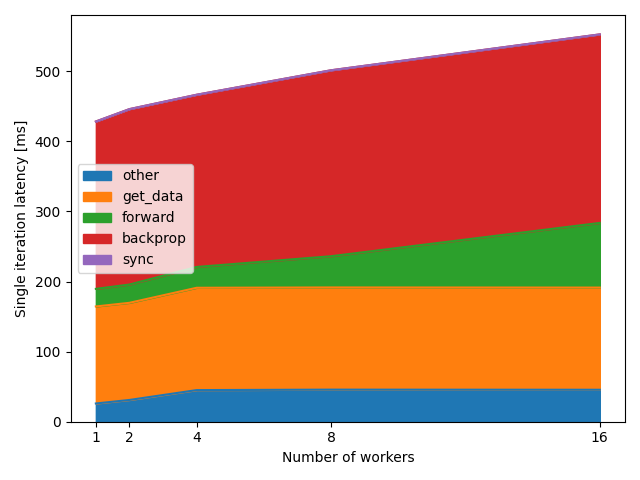 Single iteration latency [ms]
500
400
300
200
100
0
other
get_data
forward
backprop
sync
1 2 4 8 16
Number of workers